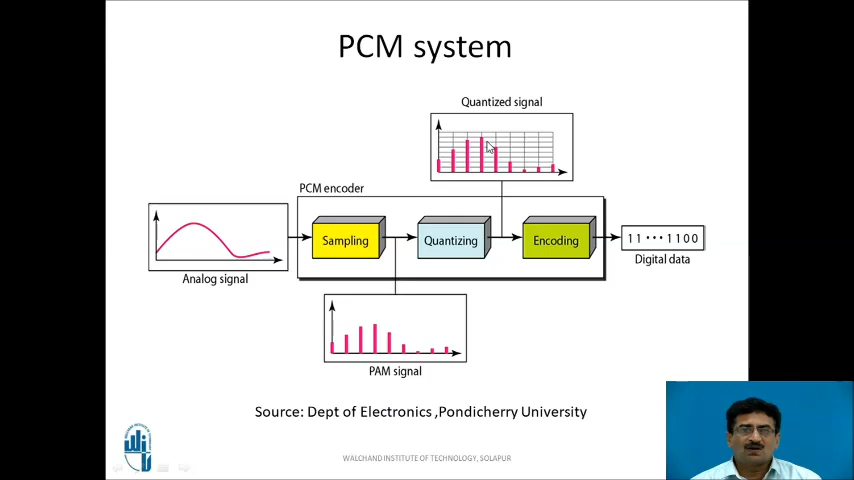 PCM system
Quantized signal
PCM encoder
Sampling
Quantizing
Encoding
11•••1100
Digital data
Analog signal
PAM signal
Source: Dept of Electronics ,Pondicherry University
WALCHAND INSTITUTE OF TECHNOLOGY, SOLAPUR